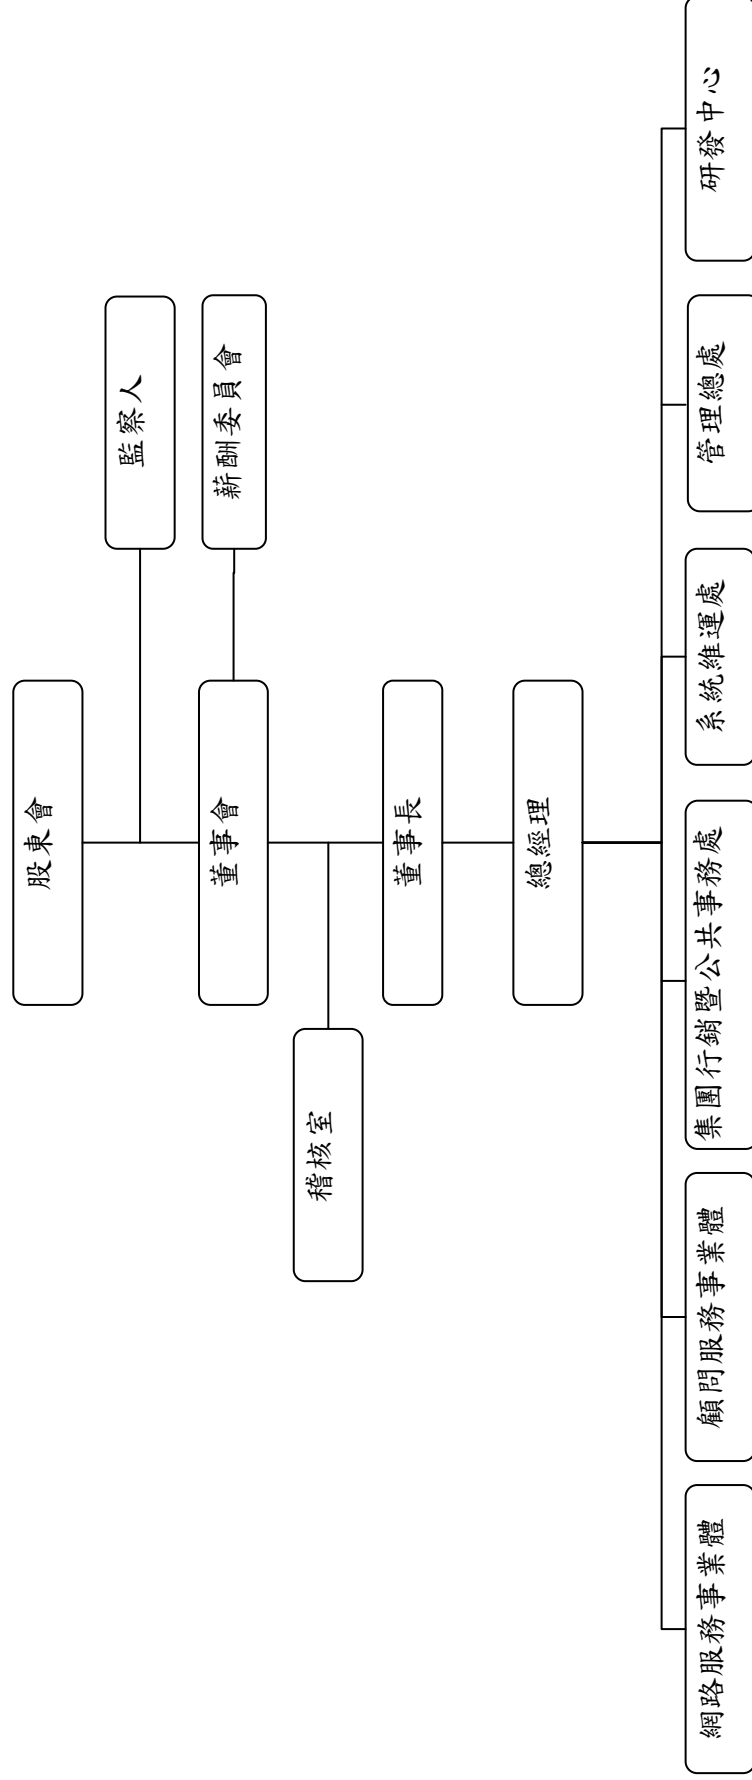 股東會
監察人
董事會
薪酬委員會
稽核室
董事長
總經理
網路服務事業體
顧問服務事業體
集團行銷暨公共事務處
系統維運處
管理總處
研發中心